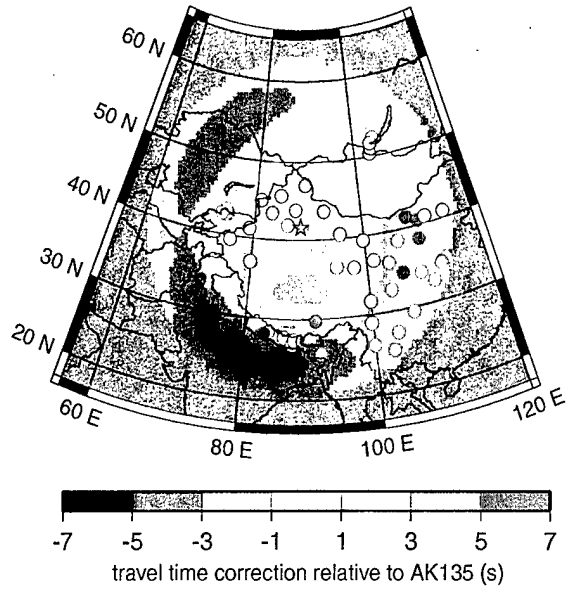 60 N
50 N
40 N
30 N
20 N
60 E
80 E
100 E
120 E
-7 -5 -3 -1 1 3 5 7
travel time correction relative to AK135 (s)